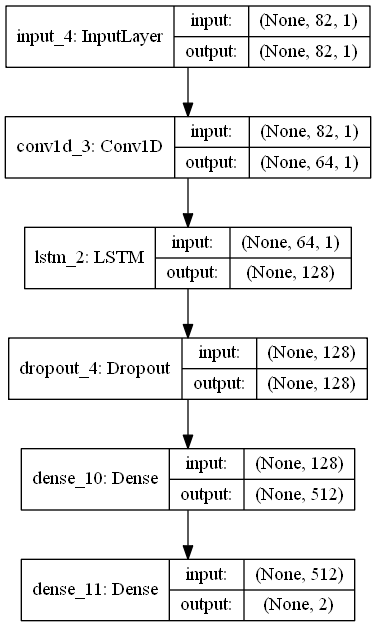 input_4: InputLayer
input: (None, 82, 1)
output: (None, 82, 1)
conv1d_3: Conv1D
input: (None, 82, 1)
output: (None, 64, 1)
lstm_2: LSTM
input: (None, 64, 1)
output: (None, 128)
dropout_4: Dropout
input: (None, 128)
output: (None, 128)
dense_10: Dense
input: (None, 128)
output: (None, 512)
dense_11: Dense
input: (None, 512)
output: (None, 2)